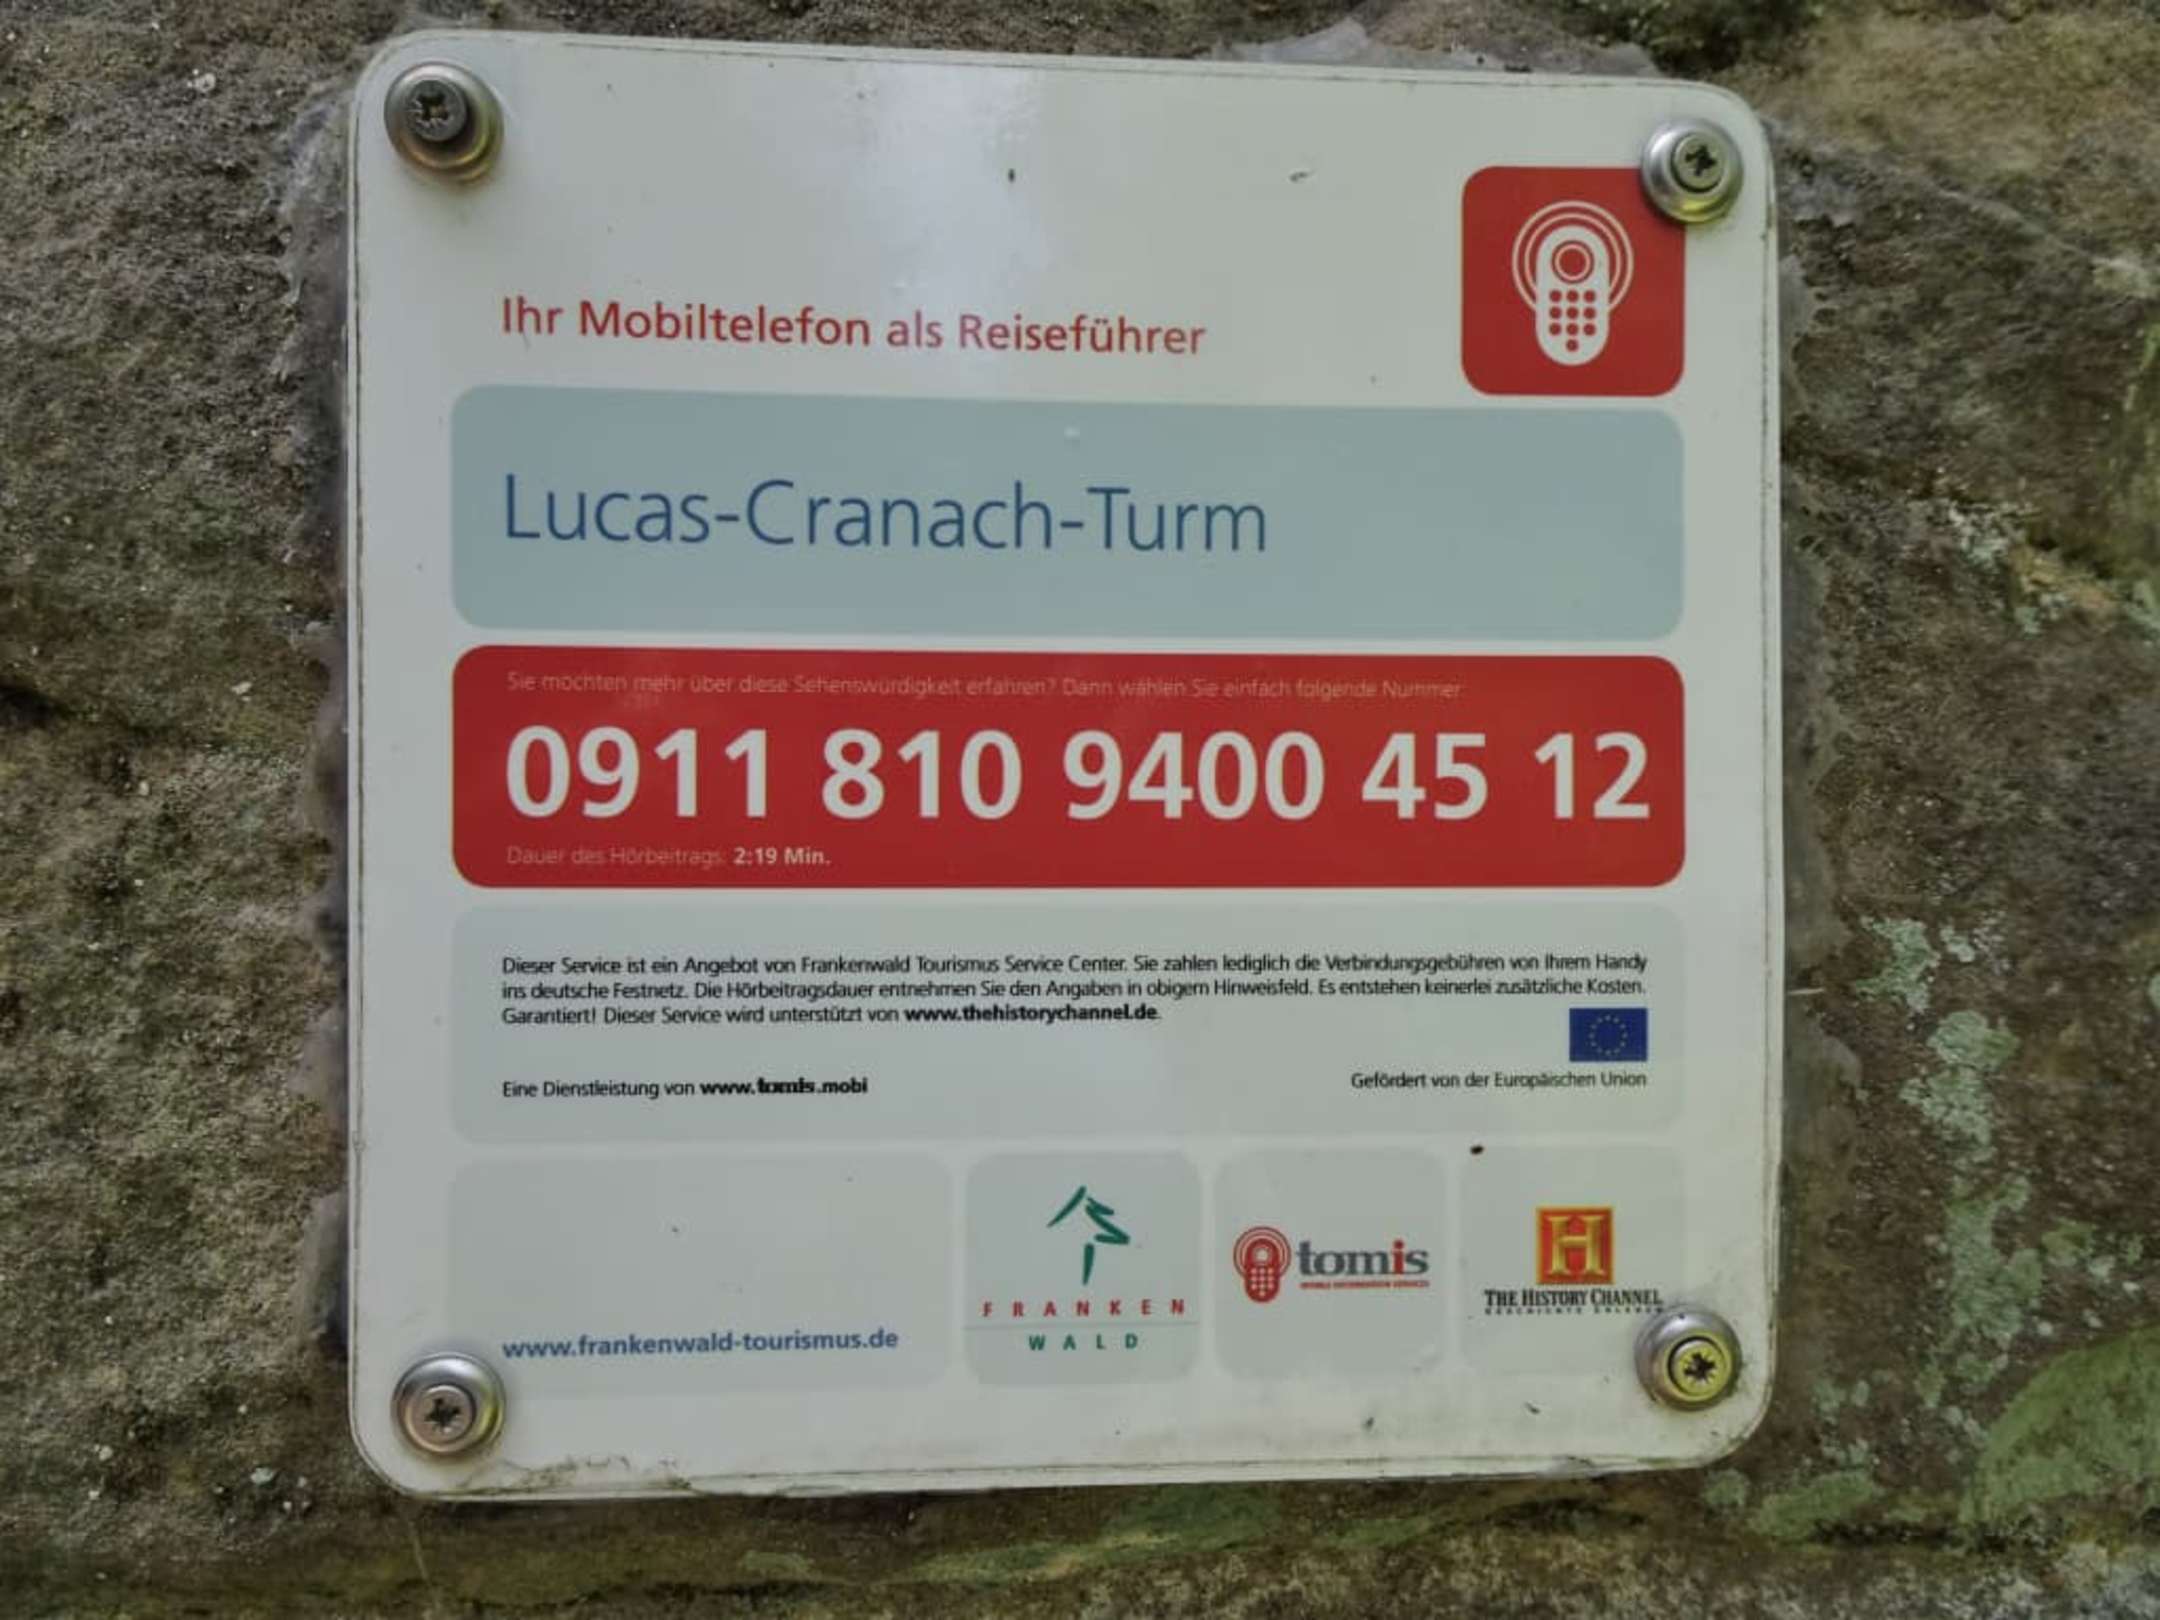 Ihr Mobiltelefon als Reiseführer
Lucas-Cranach-Turm
Sie möchten mehr über diese Sehenswürdigkeit erfahren? Dann wählen Sie einfach folgende Nummer:
0911 810 9400 45 12
Dauer des Hörbeitrags: 2:19 Min.
Dieser Service ist ein Angebot von Frankenwald Tourismus Service Center. Sie zahlen lediglich die Verbindungsgebühren von Ihrem Handy
ins deutsche Festnetz. Die Hörbeitragsdauer entnehmen Sie den Angaben in obigem Hinweisfeld. Es entstehen keinerlei zusätzliche Kosten.
Garantiert! Dieser Service wird unterstützt von www.thehistorychannel.de.
Eine Dienstleistung von www.tomis.mobi
Gefördert von der Europäischen Union
www.frankenwald-tourismus.de
FRANKEN
WALD
tomis
H
THE HISTORY CHANNEL